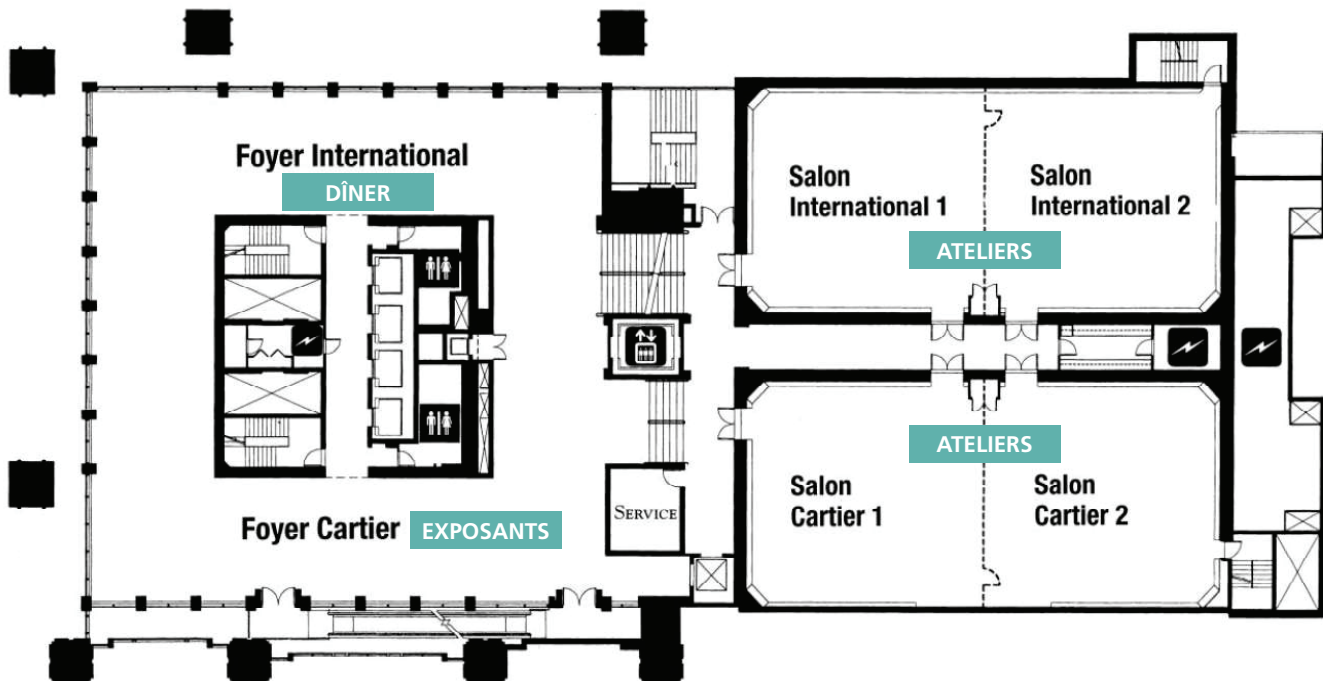 Foyer International
DÎNER
Salon
International 1
Salon
International 2
ATELIERS
ATELIERS
Salon
Cartier 1
Salon
Cartier 2
SERVICE
Foyer Cartier
EXPOSANTS